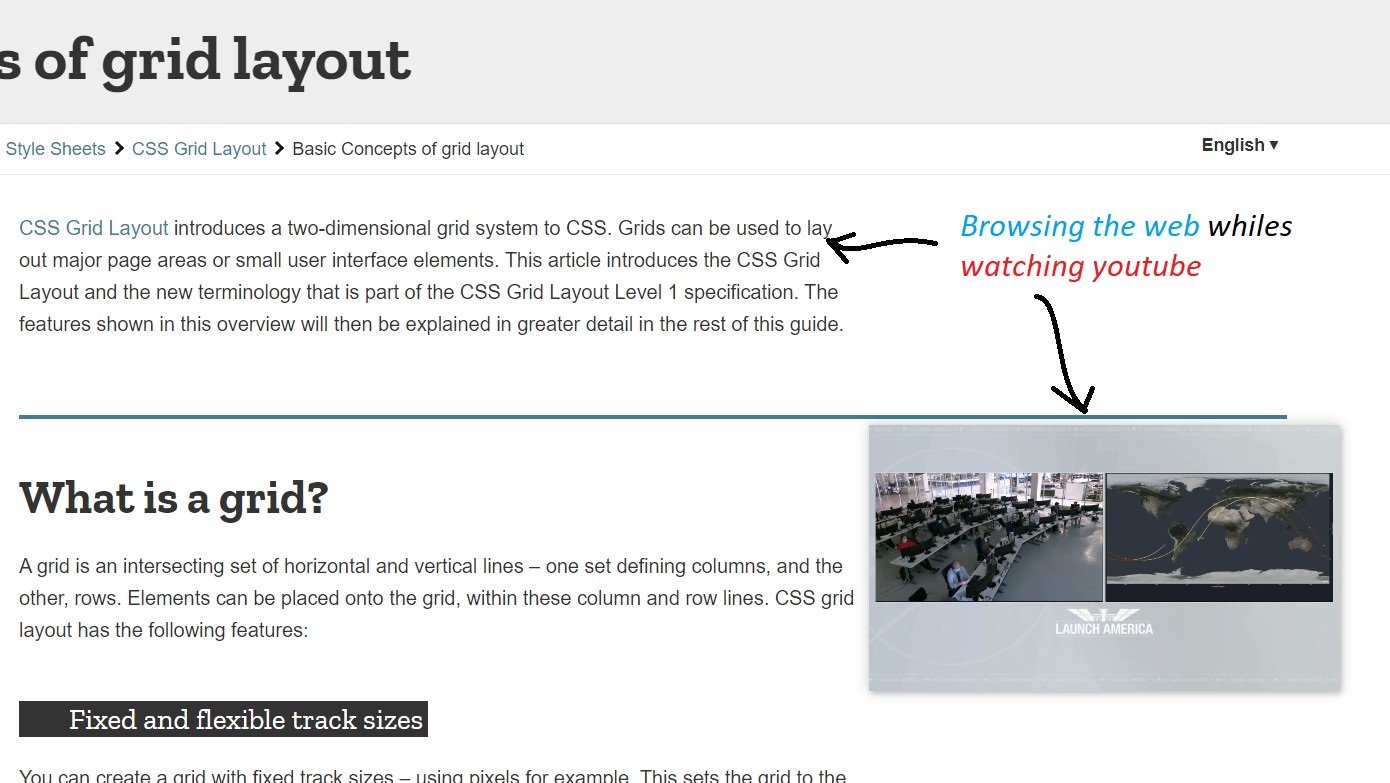 s of grid layout
Style Sheets > CSS Grid Layout > Basic Concepts of grid layout
English ▾
CSS Grid Layout introduces a two-dimensional grid system to CSS. Grids can be used to lay
out major page areas or small user interface elements. This article introduces the CSS Grid
Layout and the new terminology that is part of the CSS Grid Layout Level 1 specification. The
features shown in this overview will then be explained in greater detail in the rest of this guide.
Browsing the web whiles
watching youtube
What is a grid?
A grid is an intersecting set of horizontal and vertical lines – one set defining columns, and the
other, rows. Elements can be placed onto the grid, within these column and row lines. CSS grid
layout has the following features:
LAUNCH AMERICA
Fixed and flexible track sizes
You can create a grid with fixed track sizes – using pixels for example. This sets the grid to the